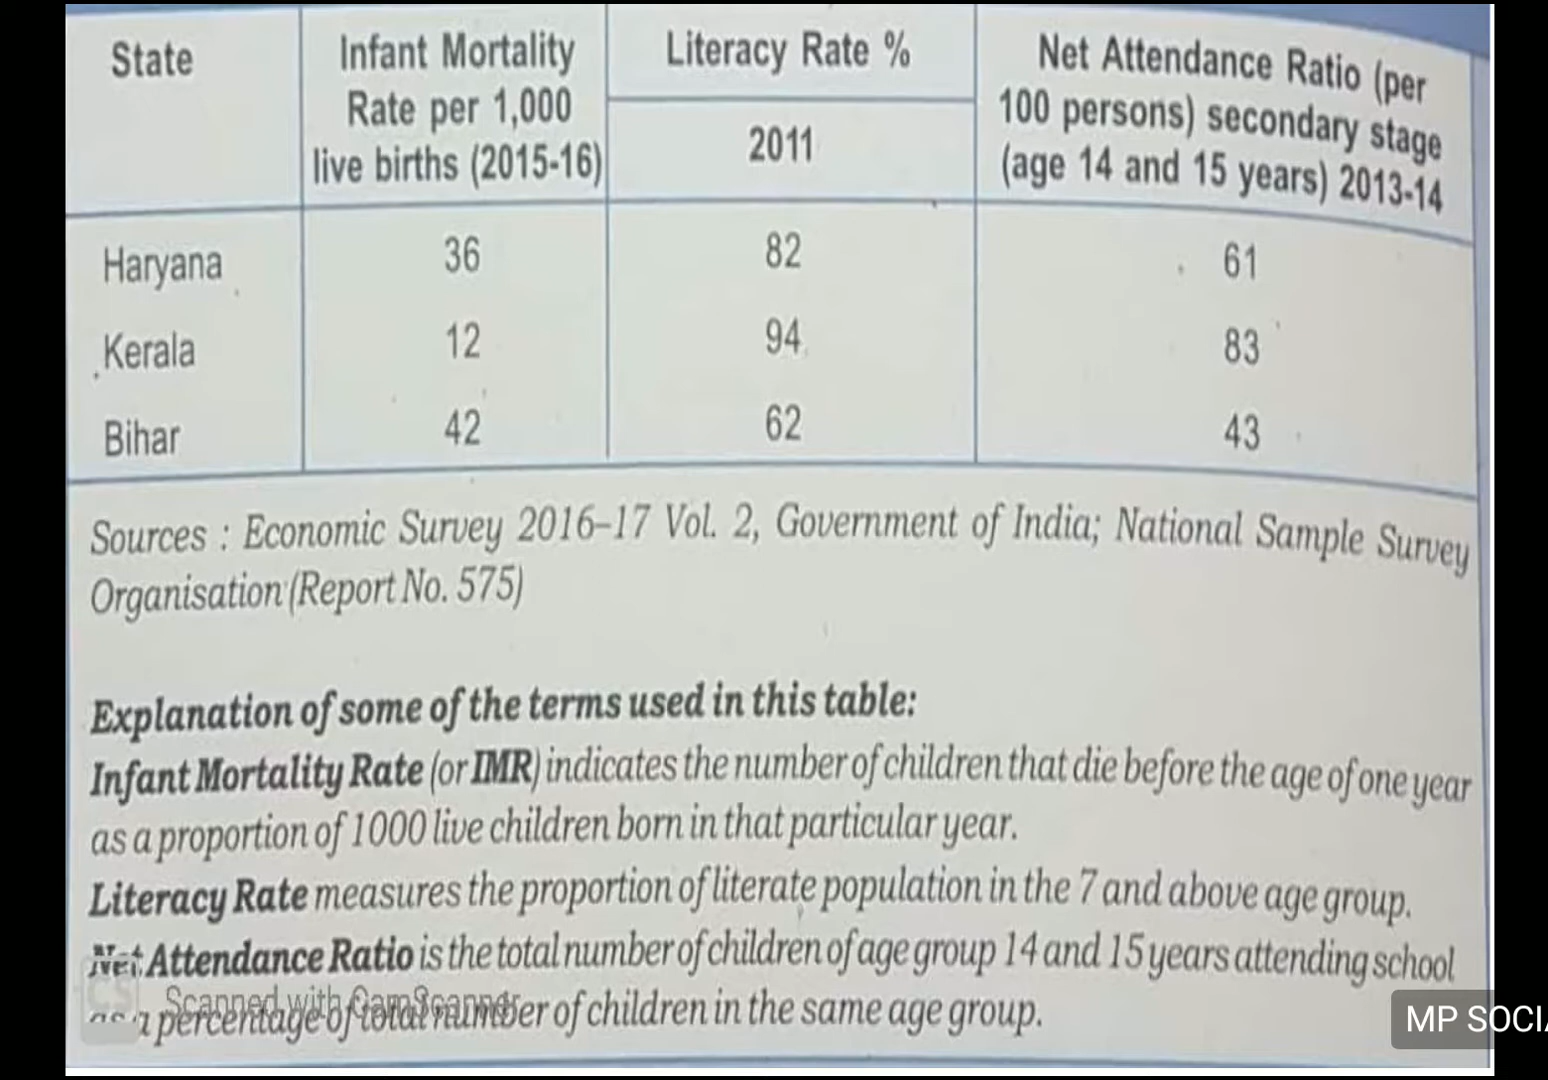 State
Infant Mortality
Rate per 1,000
live births (2015-16)
Literacy Rate %
2011
Net Attendance Ratio (per
100 persons) secondary stage
(age 14 and 15 years) 2013-14
Haryana 36 82 61
Kerala 12 94 83
Bihar 42 62 43
Sources : Economic Survey 2016–17 Vol. 2, Government of India; National Sample Survey
Organisation (Report No. 575)
Explanation of some of the terms used in this table:
Infant Mortality Rate (or IMR) indicates the number of children that die before the age of one year
as a proportion of 1000 live children born in that particular year.
Literacy Rate measures the proportion of literate population in the 7 and above age group.
Net Attendance Ratio is the total number of children of age group 14 and 15 years attending school
as a percentage of total number of children in the same age group.
CS Scanned with CamScanner
MP SOCI